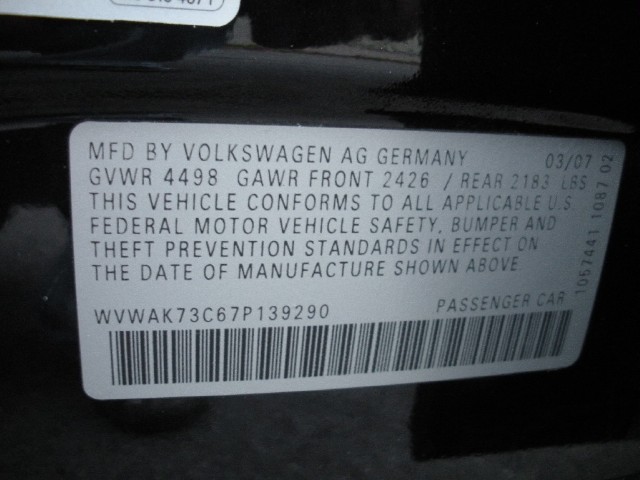 MFD BY VOLKSWAGEN AG GERMANY 03/07
GVWR 4498 GAWR FRONT 2426 / REAR 2183 LBS
THIS VEHICLE CONFORMS TO ALL APPLICABLE U.S
FEDERAL MOTOR VEHICLE SAFETY, BUMPER AND
THEFT PREVENTION STANDARDS IN EFFECT ON
THE DATE OF MANUFACTURE SHOWN ABOVE
WVWAK73C67P139290 PASSENGER CAR
1057441 1087 02